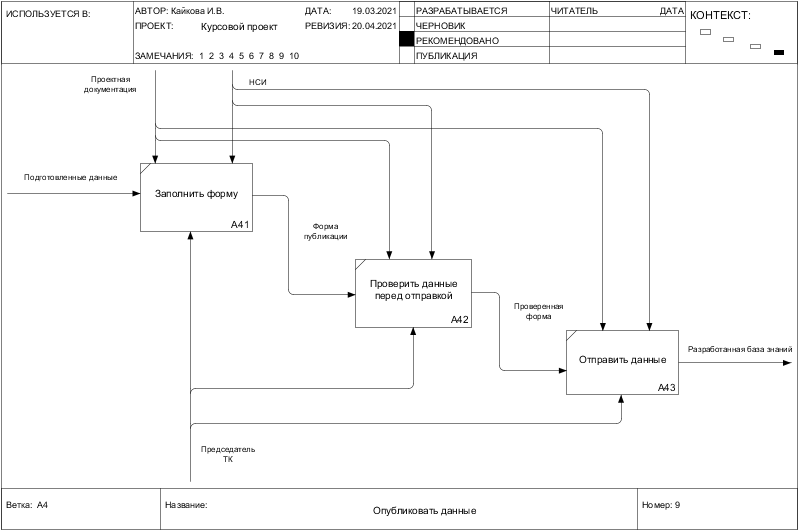 ИСПОЛЬЗУЕТСЯ В:
АВТОР: Кайкова И.В.
ДАТА: 19.03.2021
ПРОЕКТ: Курсовой проект
РЕВИЗИЯ: 20.04.2021
ЗАМЕЧАНИЯ: 1 2 3 4 5 6 7 8 9 10
РАЗРАБАТЫВАЕТСЯ
ЧЕРНОВИК
РЕКОМЕНДОВАНО
ПУБЛИКАЦИЯ
ЧИТАТЕЛЬ
ДАТА
КОНТЕКСТ:
Проектная
документация
НСИ
Подготовленные данные
Заполнить форму
A41
Форма
публикации
Проверить данные
перед отправкой
A42
Проверенная
форма
Отправить данные
A43
Разработанная база знаний
Председатель
ТК
Ветка: A4
Название:
Опубликовать данные
Номер: 9